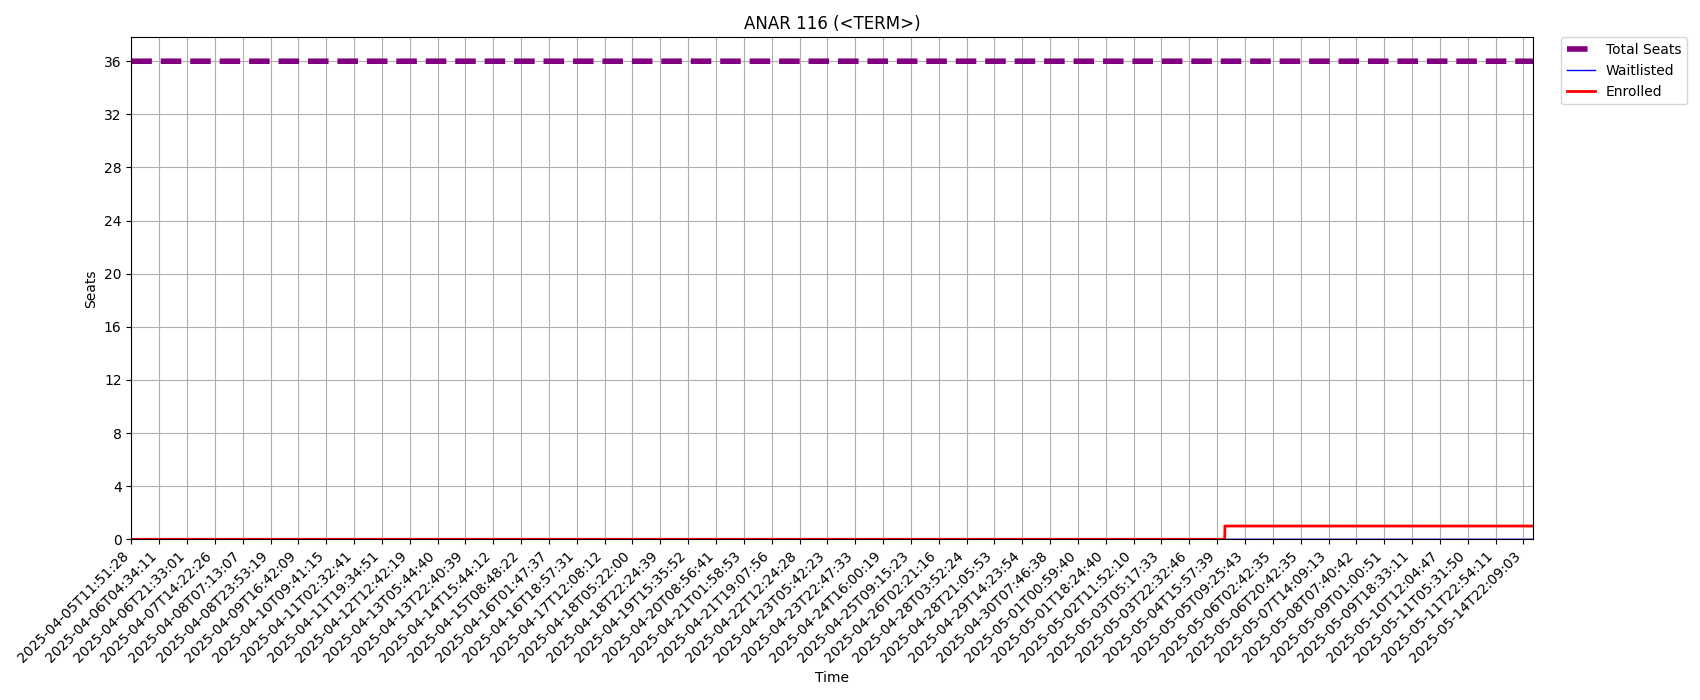 ANAR 116 (<TERM>)
Total Seats
Waitlisted
Enrolled
36
32
28
24
20
16
12
8
4
0
Seats
2025-04-05T11:51:28
2025-04-06T04:34:11
2025-04-06T21:33:01
2025-04-07T14:22:26
2025-04-08T07:13:07
2025-04-08T23:53:19
2025-04-09T16:42:09
2025-04-10T09:41:15
2025-04-11T02:32:41
2025-04-11T19:34:51
2025-04-12T12:42:19
2025-04-13T05:44:40
2025-04-13T22:40:39
2025-04-14T15:44:12
2025-04-15T08:48:22
2025-04-16T01:47:37
2025-04-16T18:57:31
2025-04-17T12:08:12
2025-04-18T05:22:00
2025-04-18T22:24:39
2025-04-19T15:35:52
2025-04-20T08:56:41
2025-04-21T01:58:53
2025-04-21T19:07:56
2025-04-22T12:24:28
2025-04-23T05:42:23
2025-04-23T22:47:33
2025-04-24T16:00:19
2025-04-25T09:15:23
2025-04-26T02:21:16
2025-04-28T03:52:24
2025-04-28T21:05:53
2025-04-29T14:23:54
2025-04-30T07:46:38
2025-05-01T00:59:40
2025-05-01T18:24:40
2025-05-02T11:52:10
2025-05-03T05:17:33
2025-05-03T22:32:46
2025-05-04T15:57:39
2025-05-05T09:25:43
2025-05-06T02:42:35
2025-05-06T20:42:35
2025-05-07T14:09:13
2025-05-08T07:40:42
2025-05-09T01:00:51
2025-05-09T18:33:11
2025-05-10T12:04:47
2025-05-11T05:31:50
2025-05-11T22:54:11
2025-05-14T22:09:03
Time